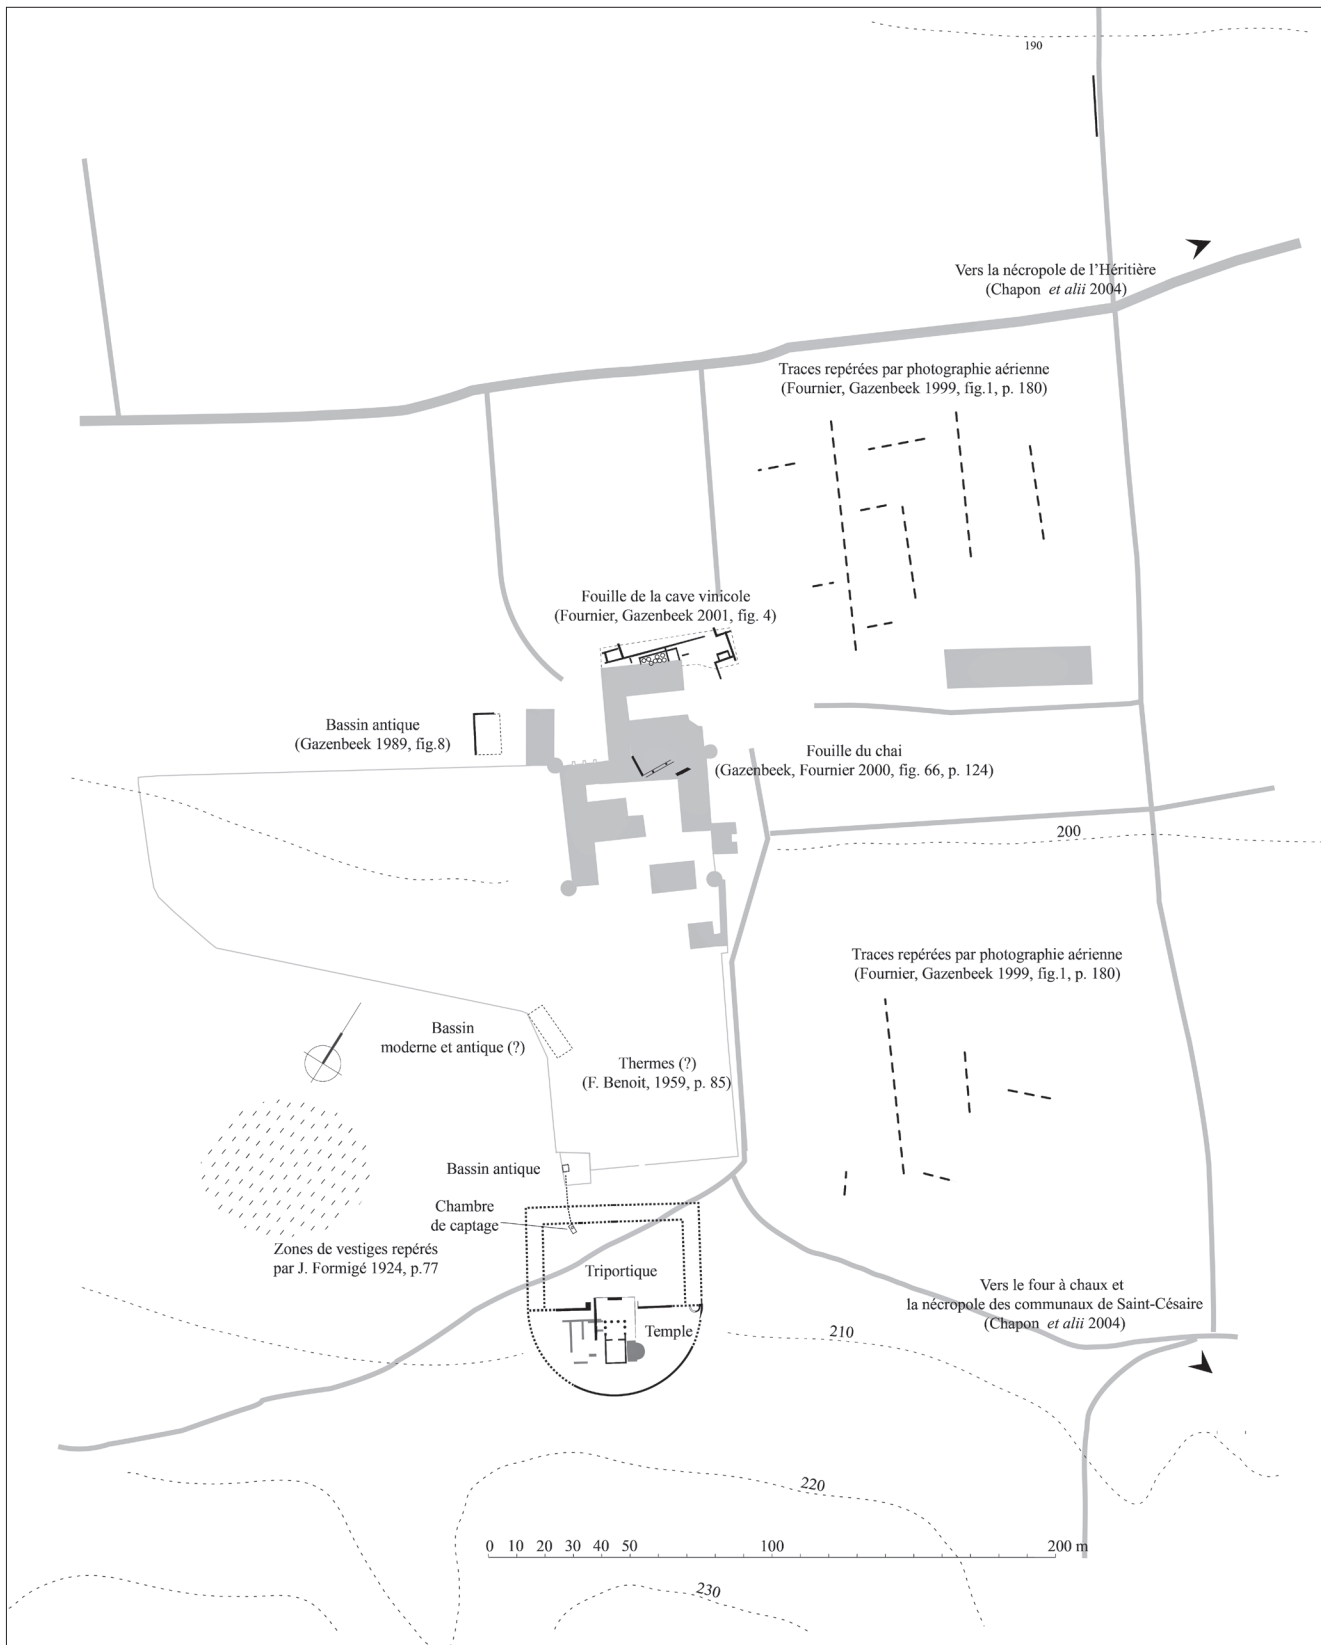 190
Vers la nécropole de l’Héritière
(Chapon et alii 2004)
Traces repérées par photographie aérienne
(Fournier, Gazenbeek 1999, fig.1, p. 180)
Fouille de la cave vinicole
(Fournier, Gazenbeek 2001, fig. 4)
Bassin antique
(Gazenbeek 1989, fig.8)
Fouille du chai
(Gazenbeek, Fournier 2000, fig. 66, p. 124)
200
Traces repérées par photographie aérienne
(Fournier, Gazenbeek 1999, fig.1, p. 180)
Bassin
moderne et antique (?)
Thermes (?)
(F. Benoit, 1959, p. 85)
Bassin antique
Chambre
de captage
Zones de vestiges repérés
par J. Formigé 1924, p.77
Triportique
Temple
Vers le four à chaux et
la nécropole des communaux de Saint-Césaire
(Chapon et alii 2004)
210
220
0 10 20 30 40 50 100 200 m
230